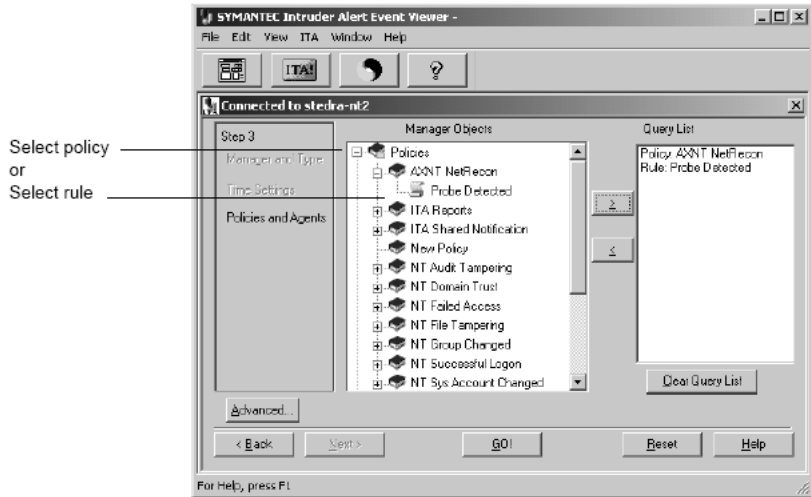 SYMANTEC Intruder Alert Event Viewer -
File Edit View ITA Window Help
ITA!
?
Connected to stedra-nt2
Select policy
or
Select rule
Step 3
Manager and Type
Time Settings
Policies and Agents
Manager Objects
Policies
AXNT NetRecon
Probe Detected
ITA Reports
ITA Shared Notification
New Policy
NT Audit Tampering
NT Domain Trust
NT Failed Access
NT File Tampering
NT Group Changed
NT Successful Logon
NT Sys Account Changed
>
<
Query List
Policy: AXNT NetRecon
Rule: Probe Detected
Clear Query List
Advanced...
< Back Next > GO! Reset Help
For Help, press F1